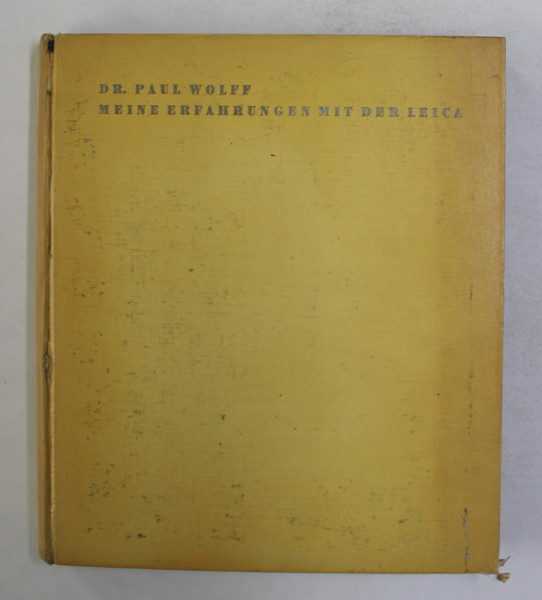 DR. PAUL WOLFF
MEINE ERFAHRUNGEN MIT DER LEICA